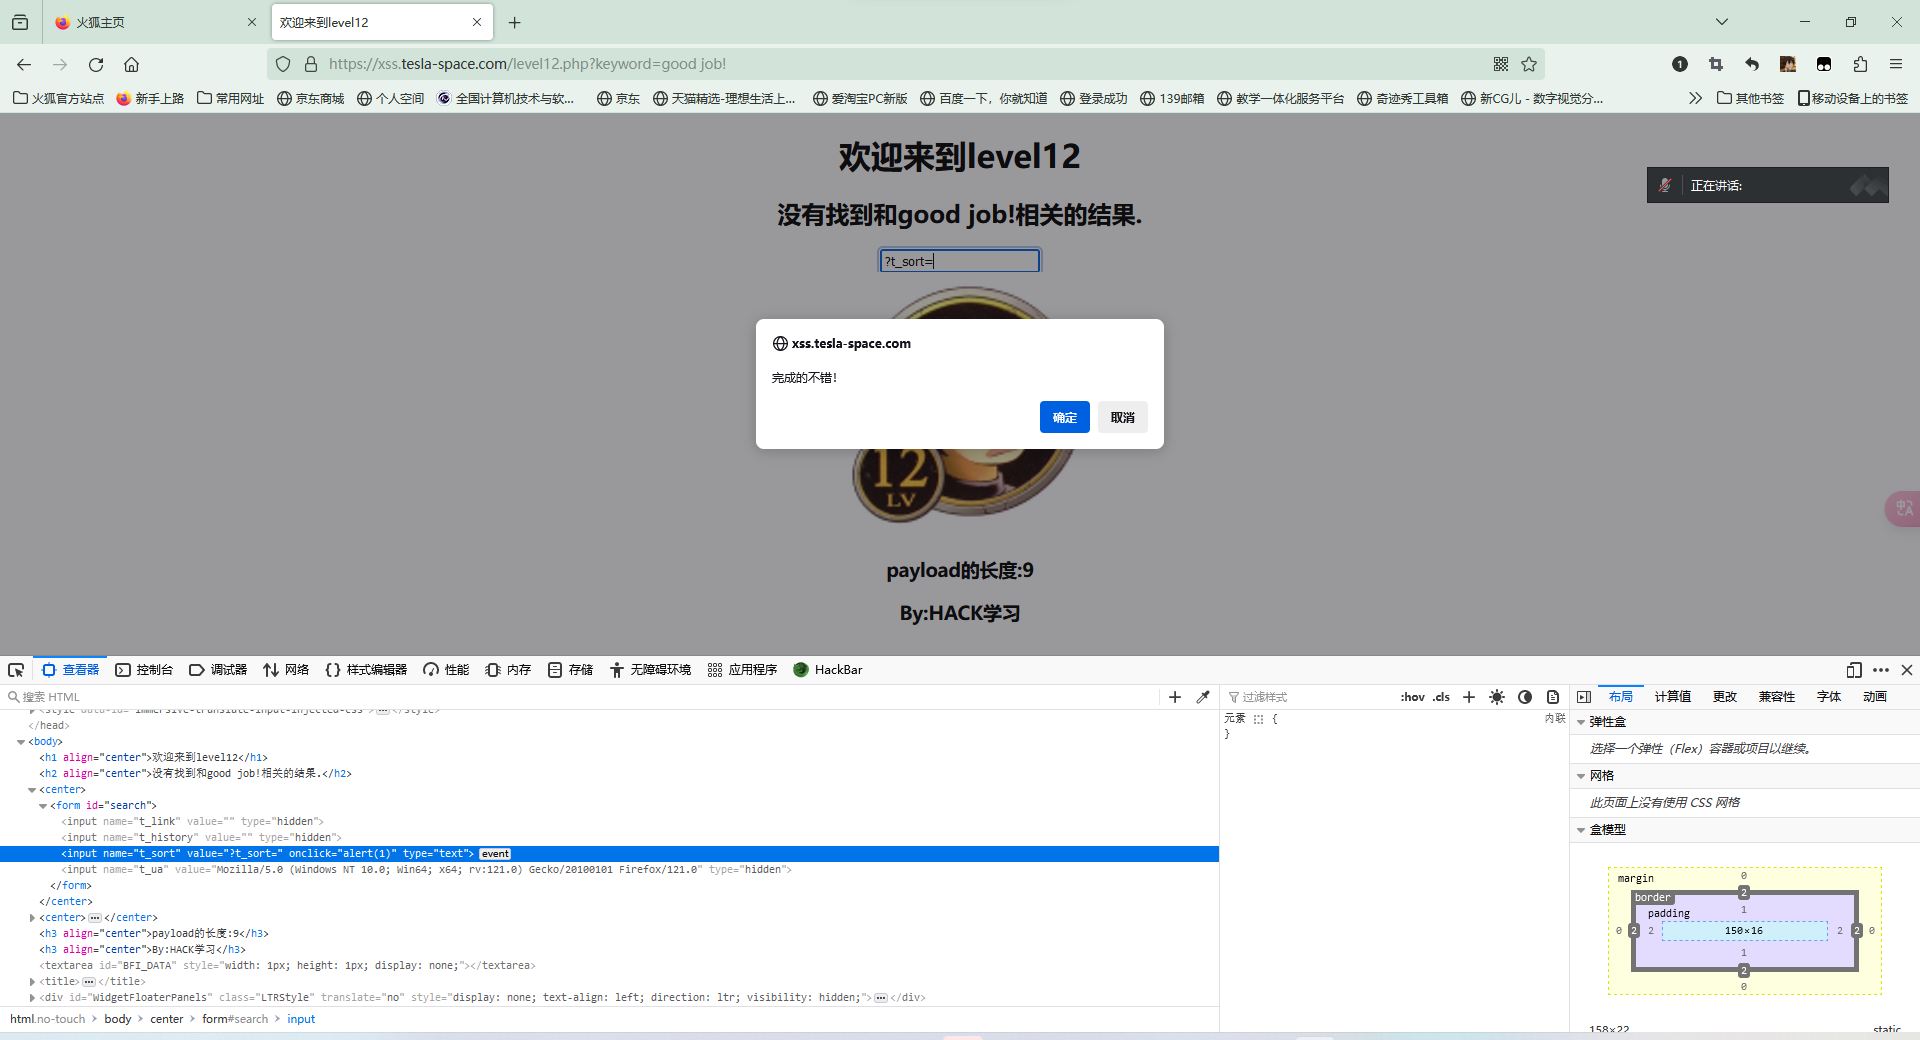 火狐主页
欢迎来到level12
https://xss.tesla-space.com/level12.php?keyword=good job!
1
火狐官方站点 新手上路 常用网址 京东商城 个人空间 全国计算机技术与软... 京东 天猫精选-理想生活上... 爱淘宝PC新版 百度一下，你就知道 登录成功 139邮箱 教学一体化服务平台 奇迹秀工具箱 新CG儿 - 数字视觉分... 其他书签 移动设备上的书签
欢迎来到level12
正在讲话:
没有找到和good job!相关的结果.
?t_sort=
xss.tesla-space.com
完成的不错!
确定 取消
12
LV
payload的长度:9
By:HACK学习
查看器 控制台 调试器 网络 样式编辑器 性能 内存 存储 无障碍环境 应用程序 HackBar
搜索 HTML
<style data-id="immersive-translate-input-injected-css"> </style>
</head>
<body>
<h1 align="center">欢迎来到level12</h1>
<h2 align="center">没有找到和good job!相关的结果.</h2>
<center>
<form id="search">
<input name="t_link" value="" type="hidden">
<input name="t_history" value="" type="hidden">
<input name="t_sort" value="?t_sort=" onclick="alert(1)" type="text"> event
<input name="t_ua" value="Mozilla/5.0 (Windows NT 10.0; Win64; x64; rv:121.0) Gecko/20100101 Firefox/121.0" type="hidden">
</form>
</center>
<center> </center>
<h3 align="center">payload的长度:9</h3>
<h3 align="center">By:HACK学习</h3>
<textarea id="BFI_DATA" style="width: 1px; height: 1px; display: none;"></textarea>
<title> </title>
<div id="WidgetFloaterPanels" class="LTRStyle" translate="no" style="display: none; text-align: left; direction: ltr; visibility: hidden;"> </div>
html.no-touch > body > center > form#search > input
过滤样式 :hov .cls
元素 { 内联
}
布局 计算值 更改 兼容性 字体 动画
弹性盒
选择一个弹性（Flex）容器或项目以继续。
网格
此页面上没有使用 CSS 网格
盒模型
margin 0
border 2
padding 1
0 2 2 150×16 2 2 0
1
2
0
158×22 static